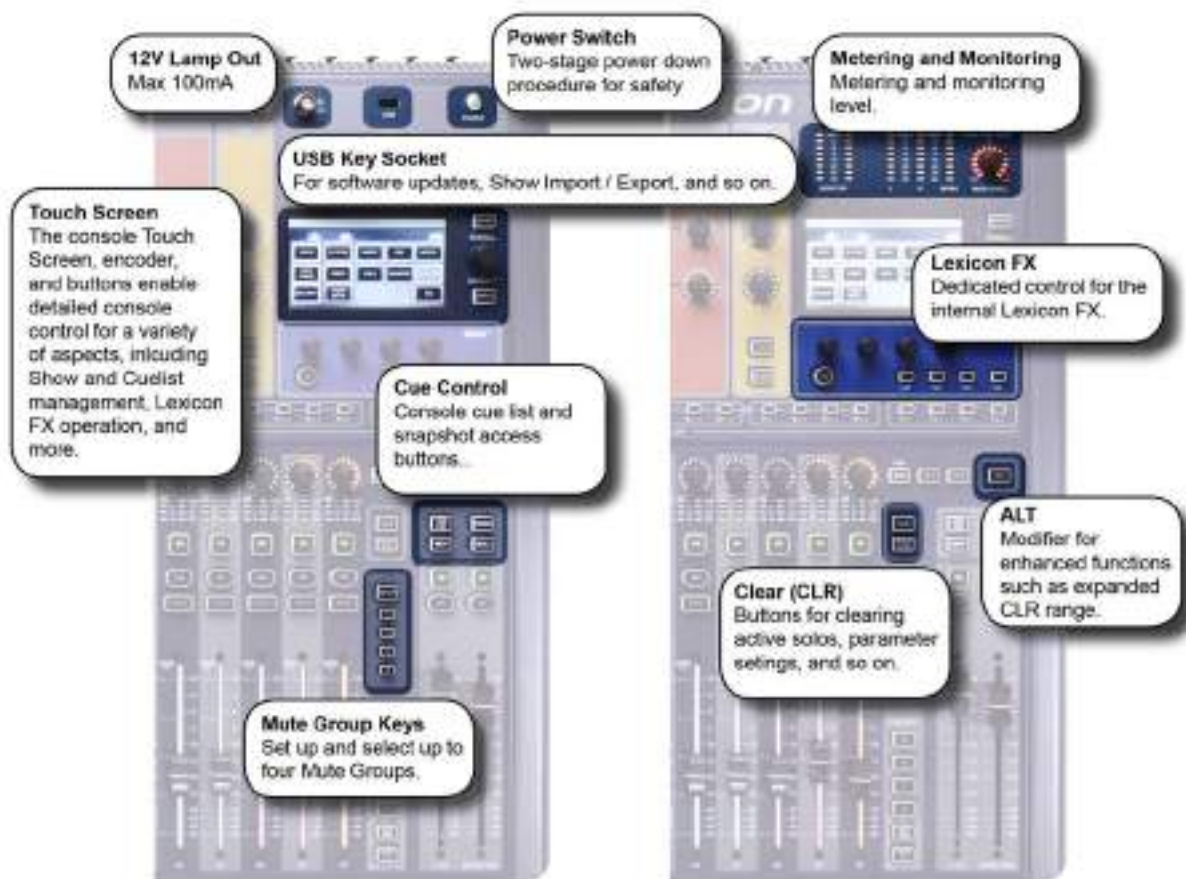 12V Lamp Out
Max 100mA
Power Switch
Two-stage power down
procedure for safety
Metering and Monitoring
Metering and monitoring
level.
on
USB Key Socket
For software updates, Show Import / Export, and so on.
Touch Screen
The console Touch
Screen, encoder,
and buttons enable
detailed console
control for a variety
of aspects, inlcuding
Show and Cuelist
management, Lexicon
FX operation, and
more.
Lexicon FX
Dedicated control for the
internal Lexicon FX.
Cue Control
Console cue list and
snapshot access
buttons..
ALT
Modifier for
enhanced functions
such as expanded
CLR range.
Clear (CLR)
Buttons for clearing
active solos, parameter
setings, and so on.
Mute Group Keys
Set up and select up to
four Mute Groups.